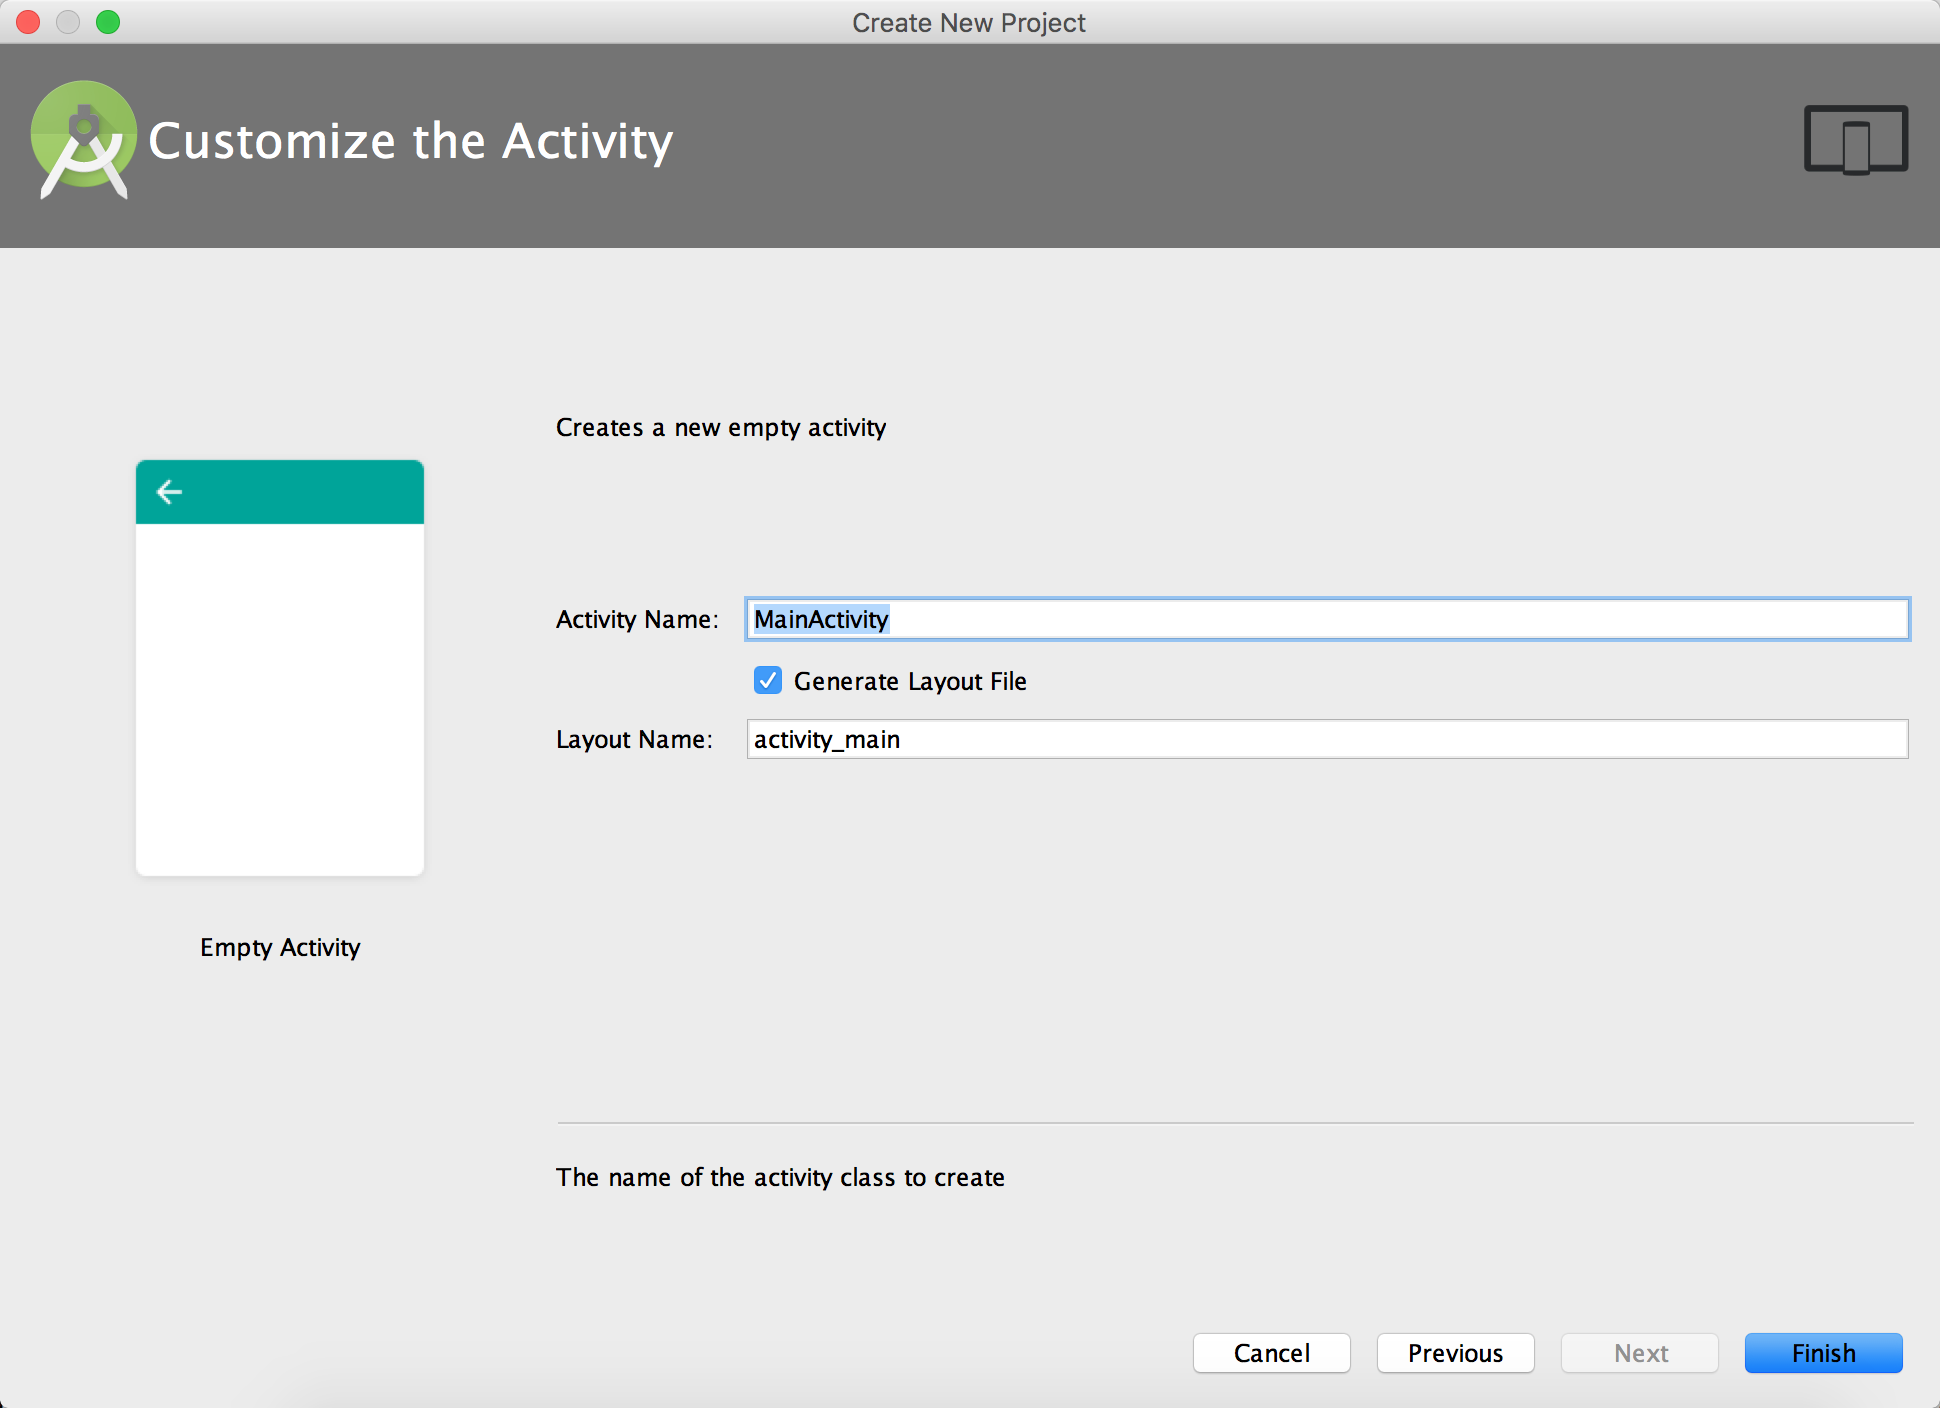 Create New Project
Customize the Activity
Creates a new empty activity
Activity Name: MainActivity
Generate Layout File
Layout Name: activity_main
Empty Activity
The name of the activity class to create
Cancel Previous Next Finish